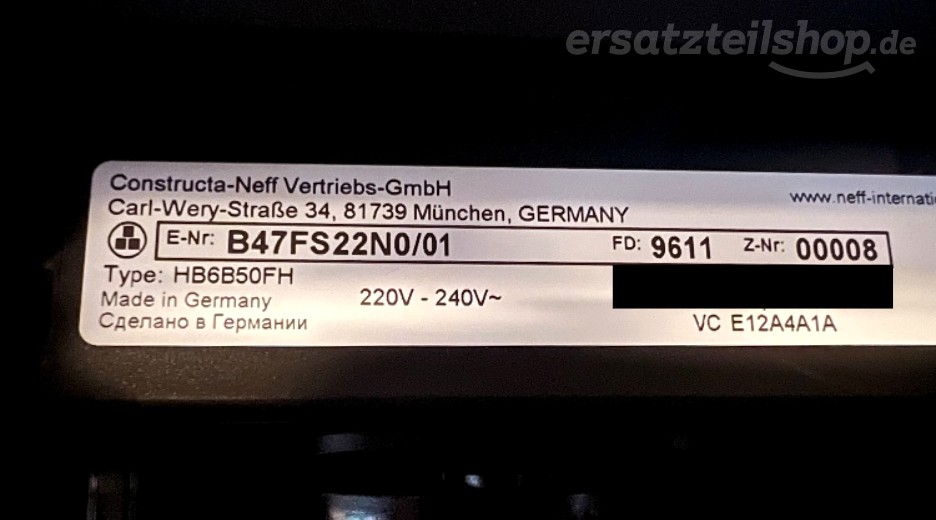 ersatzteilshop.de
Constructa-Neff Vertriebs-GmbH
www.neff-internati
Carl-Wery-Straße 34, 81739 München, GERMANY
E-Nr: B47FS22N0/01 FD: 9611 Z-Nr: 00008
Type: HB6B50FH
Made in Germany 220V - 240V~
Сделано в Германии VC E12A4A1A